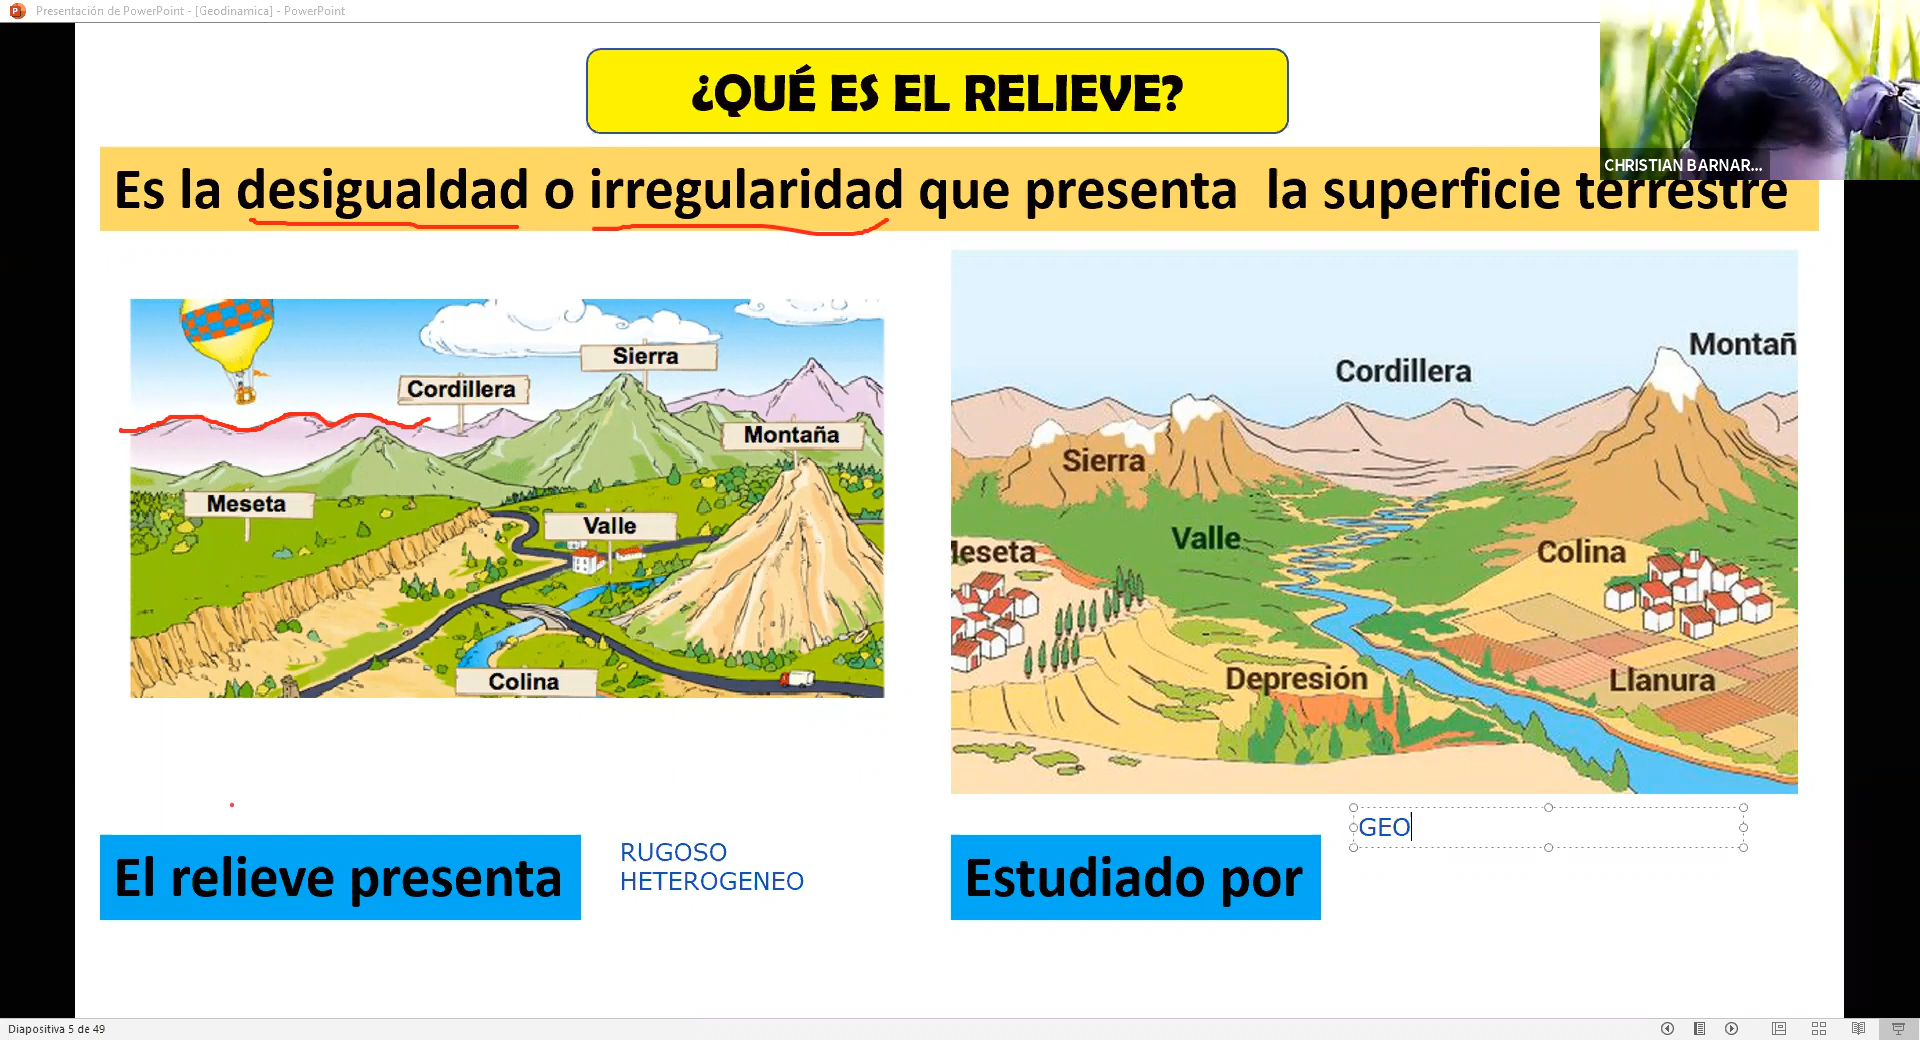 Presentación de PowerPoint - [Geodinamica] - PowerPoint
¿QUÉ ES EL RELIEVE?
CHRISTIAN BARNAR...
Es la desigualdad o irregularidad que presenta la superficie terrestre
Sierra
Cordillera
Montaña
Meseta
Valle
Colina
Montañ
Cordillera
Sierra
Valle
leseta
Colina
Depresión
Llanura
GEO
El relieve presenta
RUGOSO
HETEROGENEO
Estudiado por
Diapositiva 5 de 49